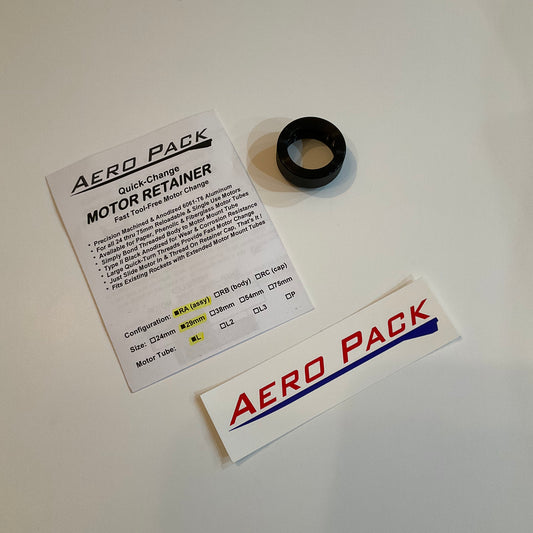 AERO PACK
Quick-Change
MOTOR RETAINER
Fast Tool-Free Motor Change
• Precision Machined & Anodized 6061-T6 Aluminum
• For all 24 thru 75mm Reloadable & Single Use Motors
• Available for Paper, Phenolic & Fiberglass Motor Tubes
• Simply Bond Threaded Body to Motor Mount Tube
• Type II Black Anodized for Wear & Corrosion Resistance
• Large Quick-Turn Threads Provide Fast Motor Change
• Just Slide Motor In & Thread On Retainer Cap, That's It !
• Fits Existing Rockets with Extended Motor Mount Tubes
Configuration: ■RA (assy) □RB (body) □RC (cap)
Size: □24mm ■29mm □38mm □54mm □75mm
Motor Tube: ■L □L2 □L3 □P
AERO PACK